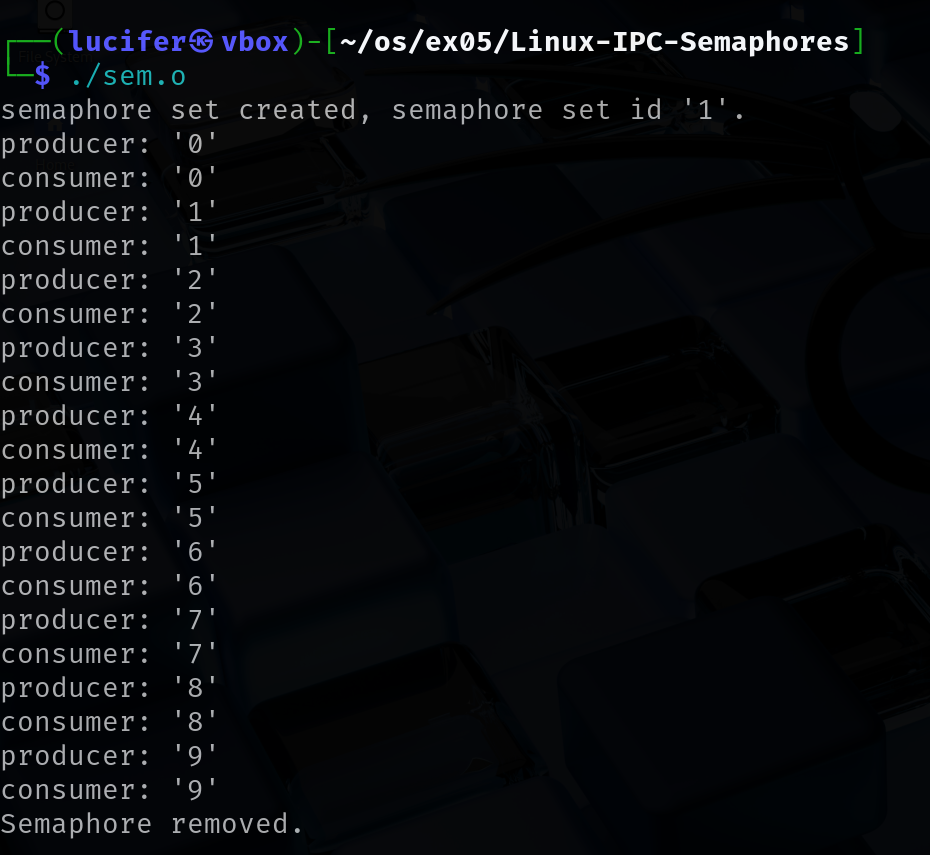 ┌──(lucifer㉿vbox)-[~/os/ex05/Linux-IPC-Semaphores]
└─$ ./sem.o
semaphore set created, semaphore set id '1'.
producer: '0'
consumer: '0'
producer: '1'
consumer: '1'
producer: '2'
consumer: '2'
producer: '3'
consumer: '3'
producer: '4'
consumer: '4'
producer: '5'
consumer: '5'
producer: '6'
consumer: '6'
producer: '7'
consumer: '7'
producer: '8'
consumer: '8'
producer: '9'
consumer: '9'
Semaphore removed.